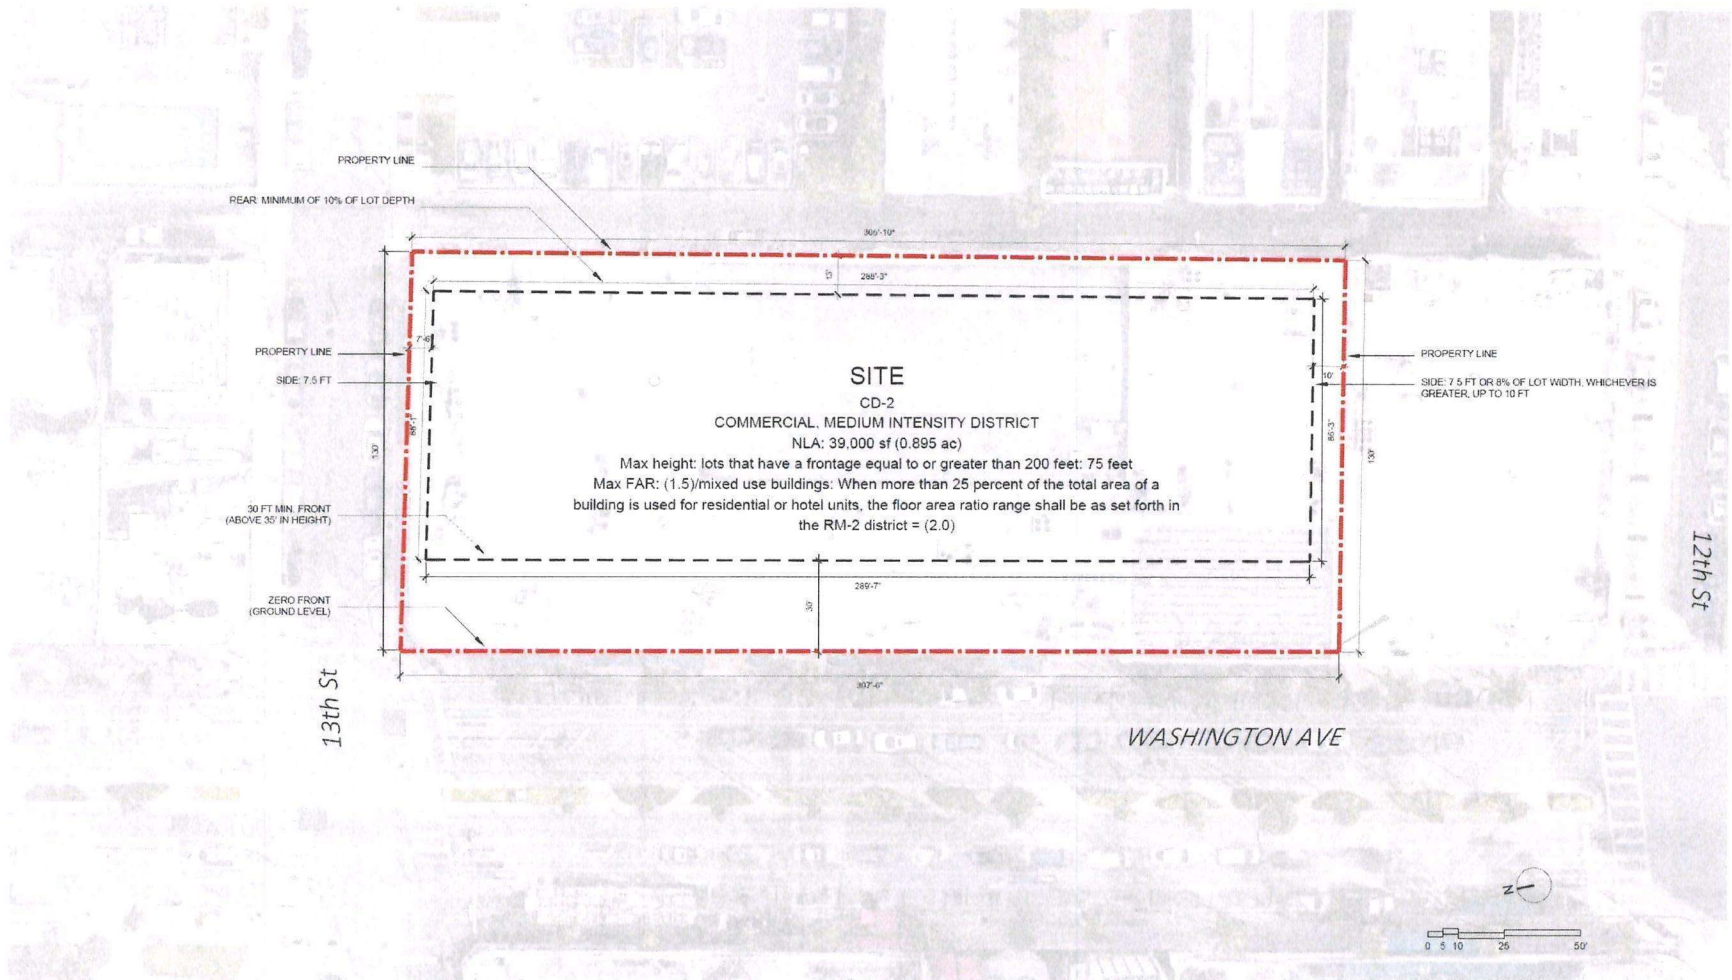 PROPERTY LINE
REAR: MINIMUM OF 10% OF LOT DEPTH
305'-10"
13'
288'-3"
7'-6"
PROPERTY LINE
SIDE: 7.5 FT
88'-1"
130'
SITE
CD-2
COMMERCIAL, MEDIUM INTENSITY DISTRICT
NLA: 39,000 sf (0.895 ac)
Max height: lots that have a frontage equal to or greater than 200 feet: 75 feet
Max FAR: (1.5)/mixed use buildings: When more than 25 percent of the total area of a
building is used for residential or hotel units, the floor area ratio range shall be as set forth in
the RM-2 district = (2.0)
PROPERTY LINE
10'
SIDE: 7.5 FT OR 8% OF LOT WIDTH, WHICHEVER IS
GREATER, UP TO 10 FT
86'-3"
130'
30 FT MIN. FRONT
(ABOVE 35' IN HEIGHT)
289'-7"
30'
ZERO FRONT
(GROUND LEVEL)
307'-6"
13th St
12th St
WASHINGTON AVE
N
0 5 10 25 50'